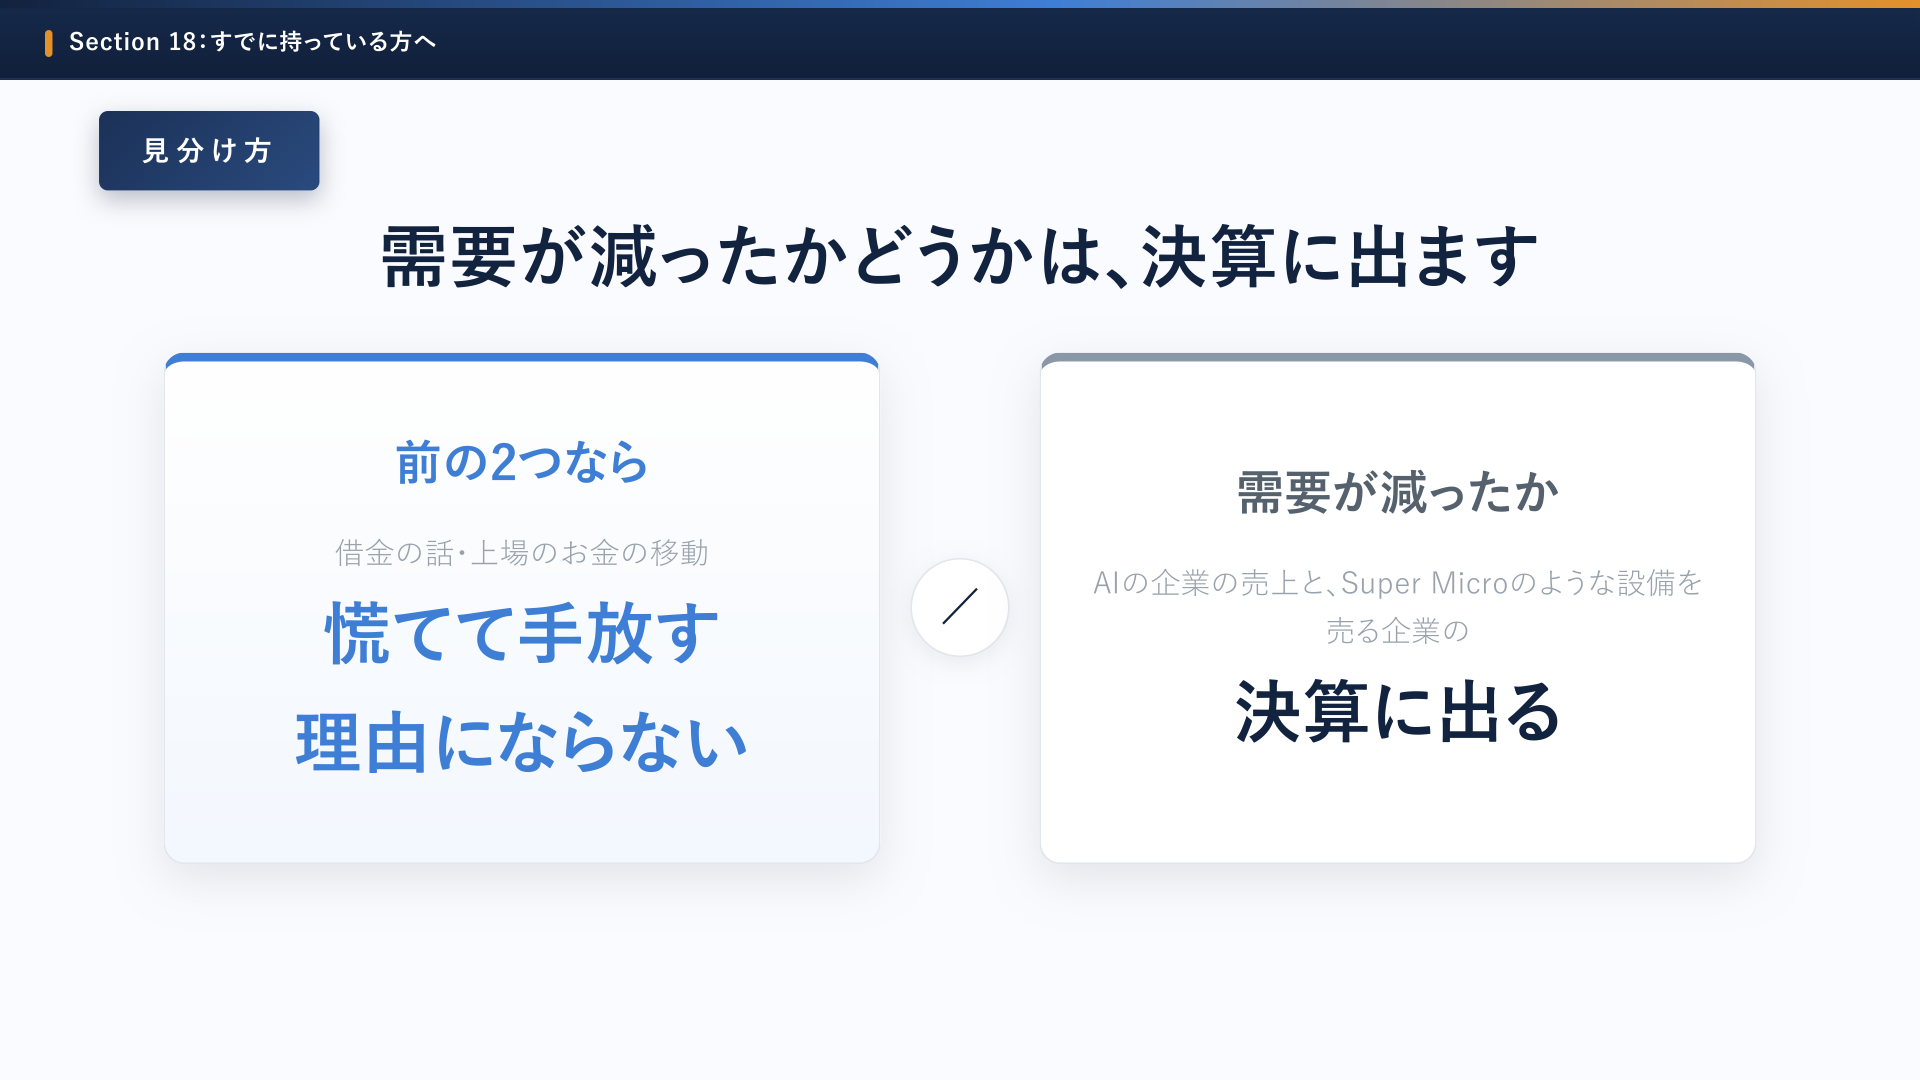 Section 18：すでに持っている方へ
見分け方
需要が減ったかどうかは、決算に出ます
前の2つなら
借金の話・上場のお金の移動
慌てて手放す
理由にならない
／
需要が減ったか
AIの企業の売上と、Super Microのような設備を
売る企業の
決算に出る